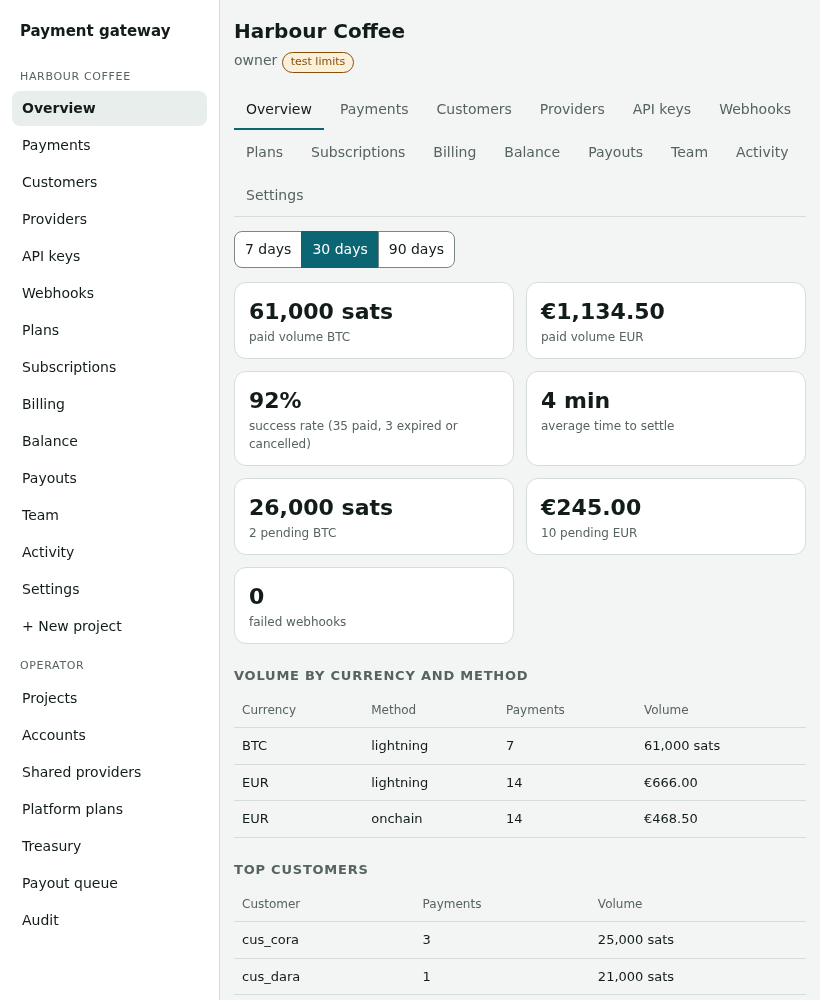 Payment gateway
HARBOUR COFFEE
Overview
Payments
Customers
Providers
API keys
Webhooks
Plans
Subscriptions
Billing
Balance
Payouts
Team
Activity
Settings
+ New project
OPERATOR
Projects
Accounts
Shared providers
Platform plans
Treasury
Payout queue
Audit
Harbour Coffee
owner test limits
Overview Payments Customers Providers API keys Webhooks
Plans Subscriptions Billing Balance Payouts Team Activity
Settings
7 days 30 days 90 days
61,000 sats
paid volume BTC
€1,134.50
paid volume EUR
92%
success rate (35 paid, 3 expired or
cancelled)
4 min
average time to settle
26,000 sats
2 pending BTC
€245.00
10 pending EUR
0
failed webhooks
VOLUME BY CURRENCY AND METHOD
Currency Method Payments Volume
BTC lightning 7 61,000 sats
EUR lightning 14 €666.00
EUR onchain 14 €468.50
TOP CUSTOMERS
Customer Payments Volume
cus_cora 3 25,000 sats
cus_dara 1 21,000 sats